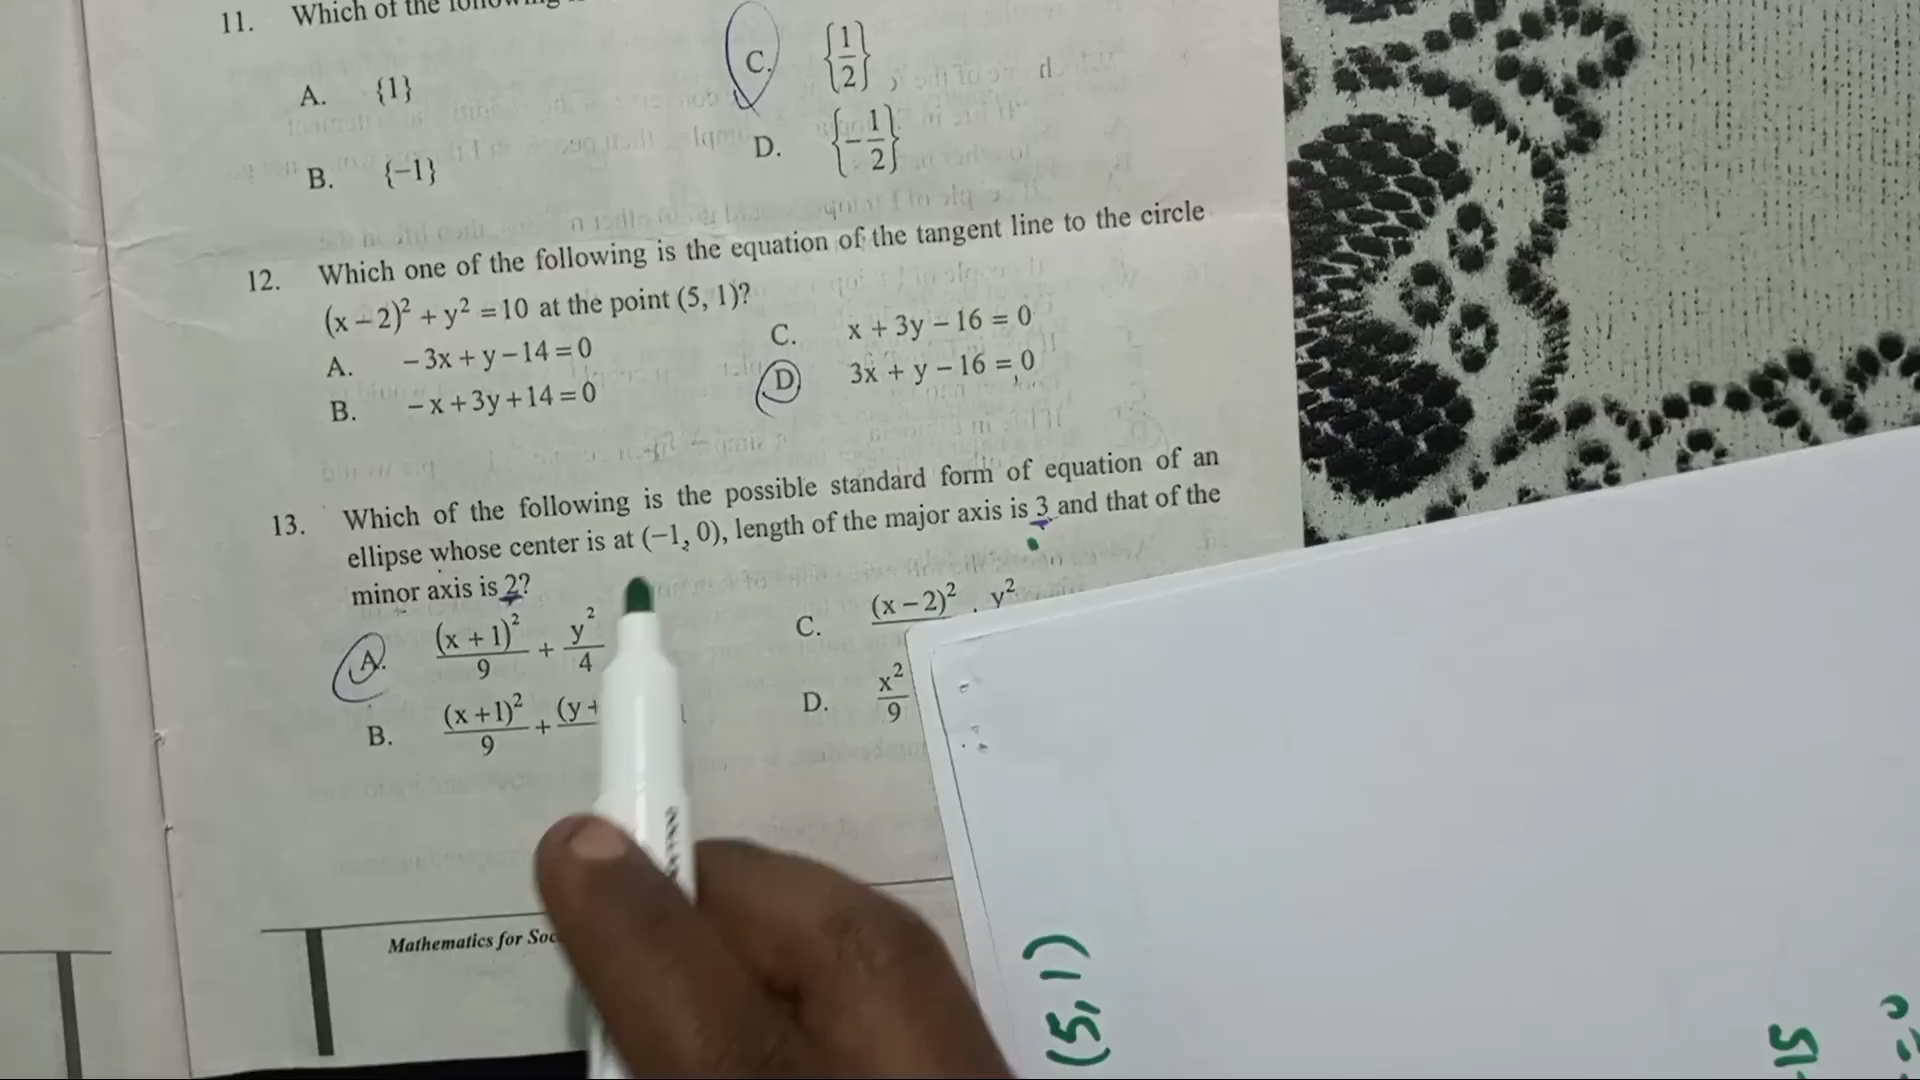 11. Which of the following
A. {1}
C. {1/2}
B. {−1}
D. {−1/2}
12. Which one of the following is the equation of the tangent line to the circle
(x − 2)² + y² = 10 at the point (5, 1)?
A. − 3x + y − 14 = 0
C. x + 3y − 16 = 0
B. − x + 3y + 14 = 0
D 3x + y − 16 = 0
13. Which of the following is the possible standard form of equation of an
ellipse whose center is at (−1, 0), length of the major axis is 3 and that of the
minor axis is 2?
A. (x + 1)²/9 + y²/4
C. (x − 2)² y²
B. (x + 1)²/9 + (y +
D. x²/9
Mathematics for Soc
(5, 1)